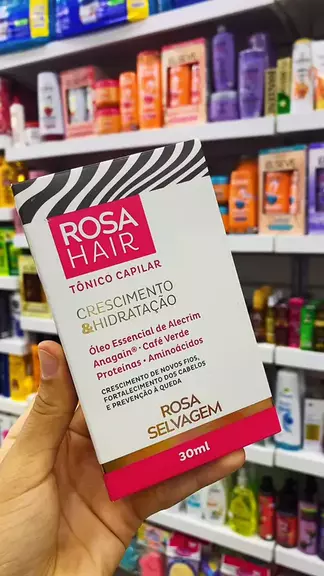 ROSA
HAIR
TÔNICO CAPILAR
CRESCIMENTO
&HIDRATAÇÃO
Óleo Essencial de Alecrim
Anagain® • Café Verde
Proteínas • Aminoácidos
CRESCIMENTO DE NOVOS FIOS,
FORTALECIMENTO DOS CABELOS
E PREVENÇÃO À QUEDA
ROSA
SELVAGEM
30ml